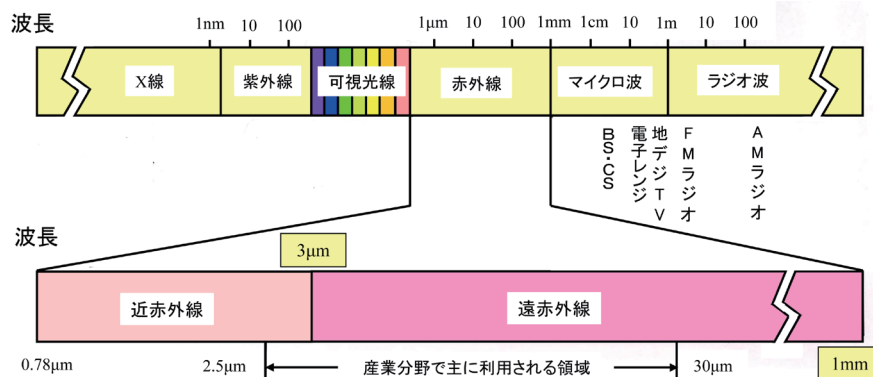 波長
1nm 10 100 1μm 10 100 1mm 1cm 10 1m 10 100
X線 紫外線 可視光線 赤外線 マイクロ波 ラジオ波
BS・CS
電子レンジ
地デジTV
FMラジオ
AMラジオ
波長
3μm
近赤外線 遠赤外線
0.78μm 2.5μm 産業分野で主に利用される領域 30μm 1mm